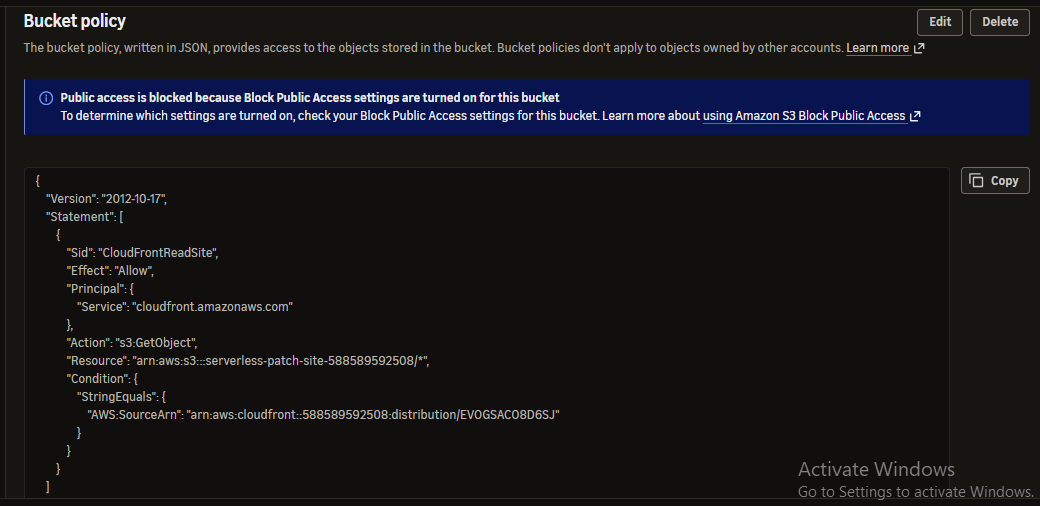 Bucket policy
Edit
Delete
The bucket policy, written in JSON, provides access to the objects stored in the bucket. Bucket policies don't apply to objects owned by other accounts. Learn more
Public access is blocked because Block Public Access settings are turned on for this bucket
To determine which settings are turned on, check your Block Public Access settings for this bucket. Learn more about using Amazon S3 Block Public Access
Copy
{
"Version": "2012-10-17",
"Statement": [
{
"Sid": "CloudFrontReadSite",
"Effect": "Allow",
"Principal": {
"Service": "cloudfront.amazonaws.com"
},
"Action": "s3:GetObject",
"Resource": "arn:aws:s3:::serverless-patch-site-588589592508/*",
"Condition": {
"StringEquals": {
"AWS:SourceArn": "arn:aws:cloudfront::588589592508:distribution/EVOGSACO8D6SJ"
}
}
}
]
Activate Windows
Go to Settings to activate Windows.